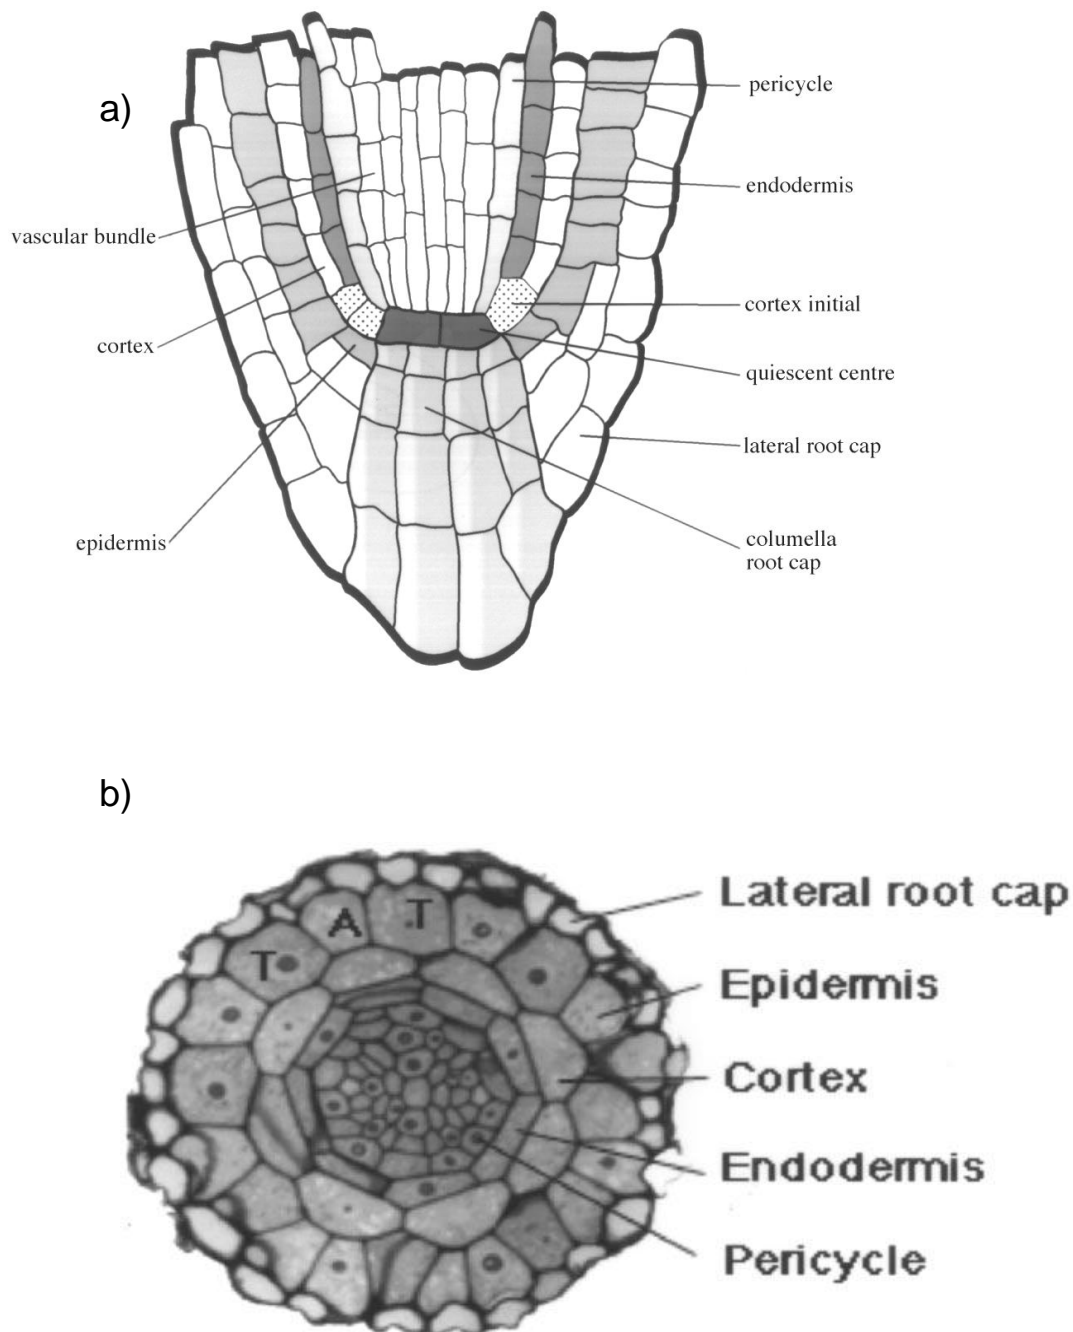 a)
pericycle
endodermis
vascular bundle
cortex initial
cortex
quiescent centre
lateral root cap
epidermis
columella
root cap
b)
Lateral root cap
A
T
T
Epidermis
Cortex
Endodermis
Pericycle